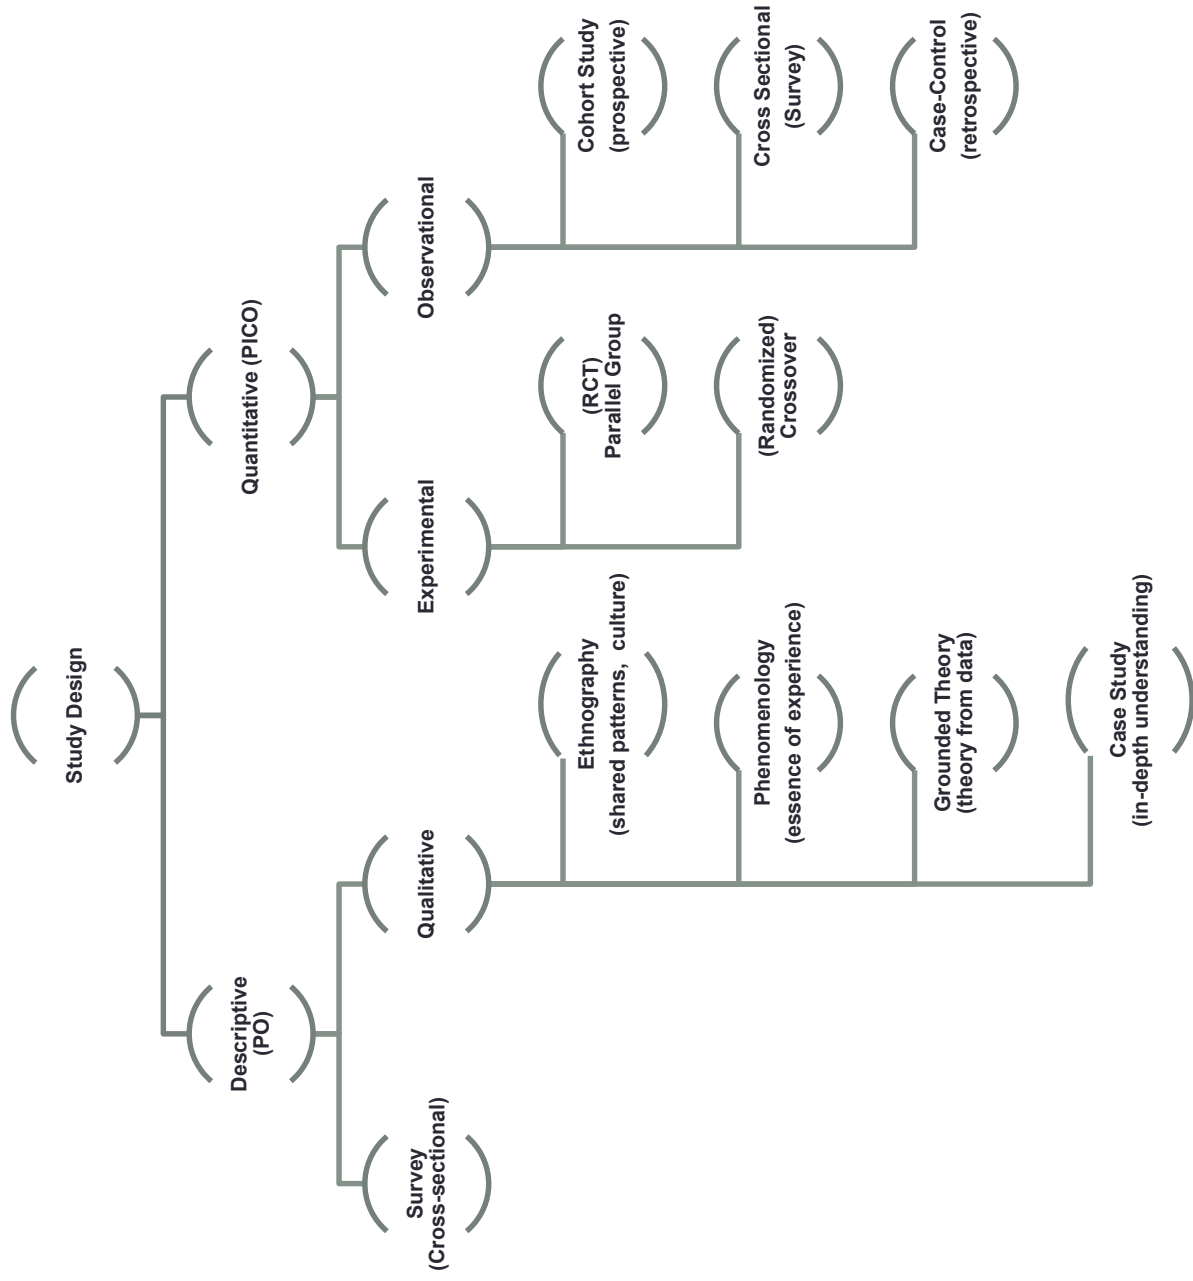 Study Design
Descriptive
(PO)
Quantitative (PICO)
Survey
(Cross-sectional)
Qualitative
Experimental
Observational
Ethnography
(shared patterns, culture)
Phenomenology
(essence of experience)
Grounded Theory
(theory from data)
Case Study
(in-depth understanding)
(RCT)
Parallel Group
(Randomized)
Crossover
Cohort Study
(prospective)
Cross Sectional
(Survey)
Case-Control
(retrospective)